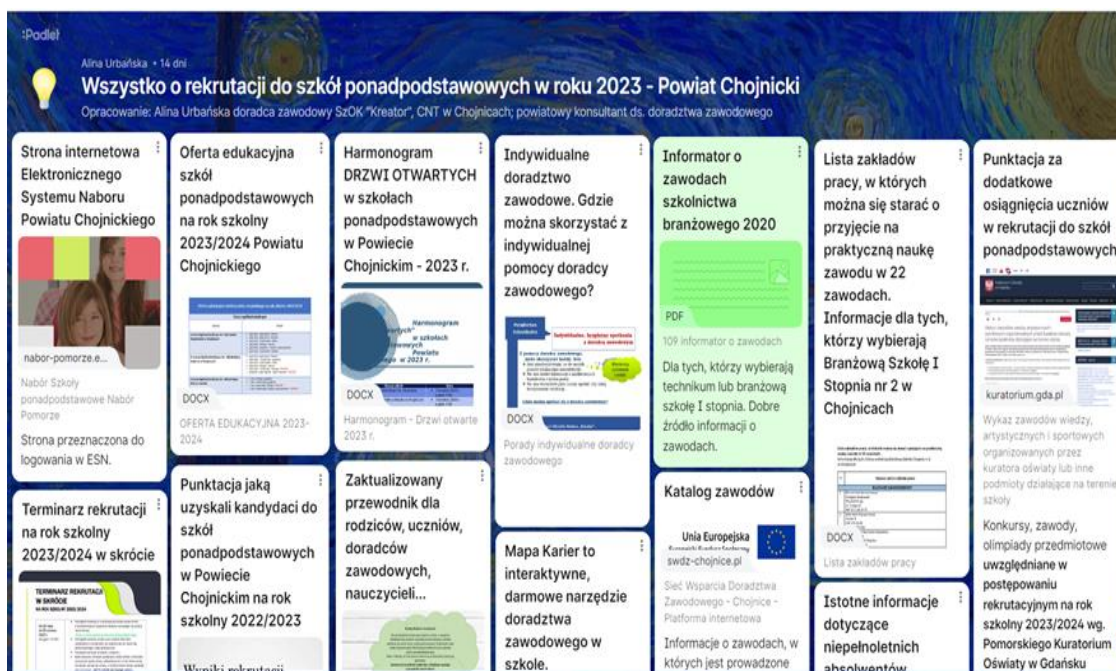 :Padlet
Alina Urbańska • 14 dni
Wszystko o rekrutacji do szkół ponadpodstawowych w roku 2023 - Powiat Chojnicki
Opracowanie: Alina Urbańska doradca zawodowy SzOK "Kreator", CNT w Chojnicach; powiatowy konsultant ds. doradztwa zawodowego
Strona internetowa
Elektronicznego
Systemu Naboru
Powiatu Chojnickiego
nabor-pomorze.e...
Nabór Szkoły
ponadpodstawowe Nabór
Pomorze
Strona przeznaczona do
logowania w ESN.
Terminarz rekrutacji
na rok szkolny
2023/2024 w skrócie
TERMINARZ REKRUTACJI
W SKRÓCIE
Oferta edukacyjna
szkół
ponadpodstawowych
na rok szkolny
2023/2024 Powiatu
Chojnickiego
DOCX
OFERTA EDUKACYJNA 2023-
2024
Punktacja jaką
uzyskali kandydaci do
szkół
ponadpodstawowych
w Powiecie
Chojnickim na rok
szkolny 2022/2023
Wyniki rekrutacji
Harmonogram
DRZWI OTWARTYCH
w szkołach
ponadpodstawowych
w Powiecie
Chojnickim - 2023 r.
Harmonogram
w szkołach
Powiatu
w 2023 r.
DOCX
Harmonogram - Drzwi otwarte
2023 r.
Zaktualizowany
przewodnik dla
rodziców, uczniów,
doradców
zawodowych,
nauczycieli...
Indywidualne
doradztwo
zawodowe. Gdzie
można skorzystać z
indywidualnej
pomocy doradcy
zawodowego?
DOCX
Porady indywidualne doradcy
zawodowego
Mapa Karier to
interaktywne,
darmowe narzędzie
doradztwa
zawodowego w
szkole.
Informator o
zawodach
szkolnictwa
branżowego 2020
PDF
109 informator o zawodach
Dla tych, którzy wybierają
technikum lub branżową
szkołę I stopnia. Dobre
źródło informacji o
zawodach.
Katalog zawodów
Unia Europejska
swdz-chojnice.pl
Sieć Wsparcia Doradztwa
Zawodowego - Chojnice -
Platforma internetowa
Informacje o zawodach, w
których jest prowadzone
Lista zakładów
pracy, w których
można się starać o
przyjęcie na
praktyczną naukę
zawodu w 22
zawodach.
Informacje dla tych,
którzy wybierają
Branżową Szkołę I
Stopnia nr 2 w
Chojnicach
DOCX
Lista zakładów pracy
Istotne informacje
dotyczące
niepełnoletnich
absolwentów
Punktacja za
dodatkowe
osiągnięcia uczniów
w rekrutacji do szkół
ponadpodstawowych
kuratorium.gda.pl
Wykaz zawodów wiedzy,
artystycznych i sportowych
organizowanych przez
kuratora oświaty lub inne
podmioty działające na terenie
szkoły
Konkursy, zawody,
olimpiady przedmiotowe
uwzględniane w
postępowaniu
rekrutacyjnym na rok
szkolny 2023/2024 wg.
Pomorskiego Kuratorium
Oświaty w Gdańsku